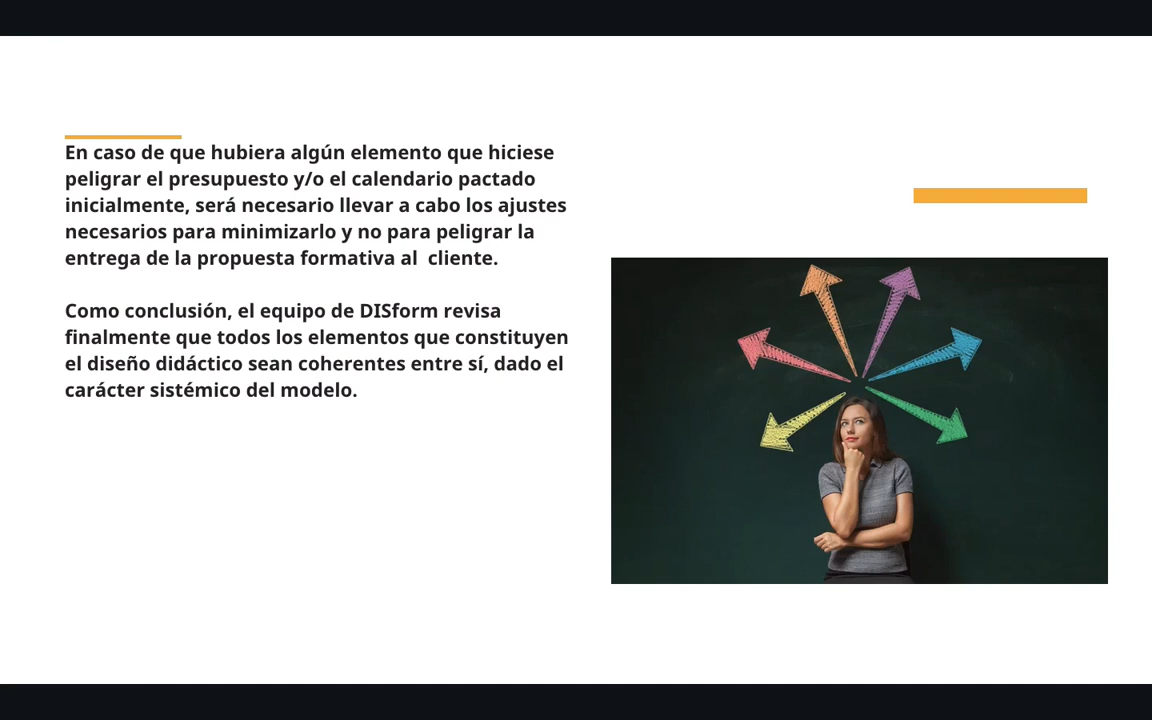 En caso de que hubiera algún elemento que hiciese
peligrar el presupuesto y/o el calendario pactado
inicialmente, será necesario llevar a cabo los ajustes
necesarios para minimizarlo y no para peligrar la
entrega de la propuesta formativa al  cliente.
Como conclusión, el equipo de DISform revisa
finalmente que todos los elementos que constituyen
el diseño didáctico sean coherentes entre sí, dado el
carácter sistémico del modelo.